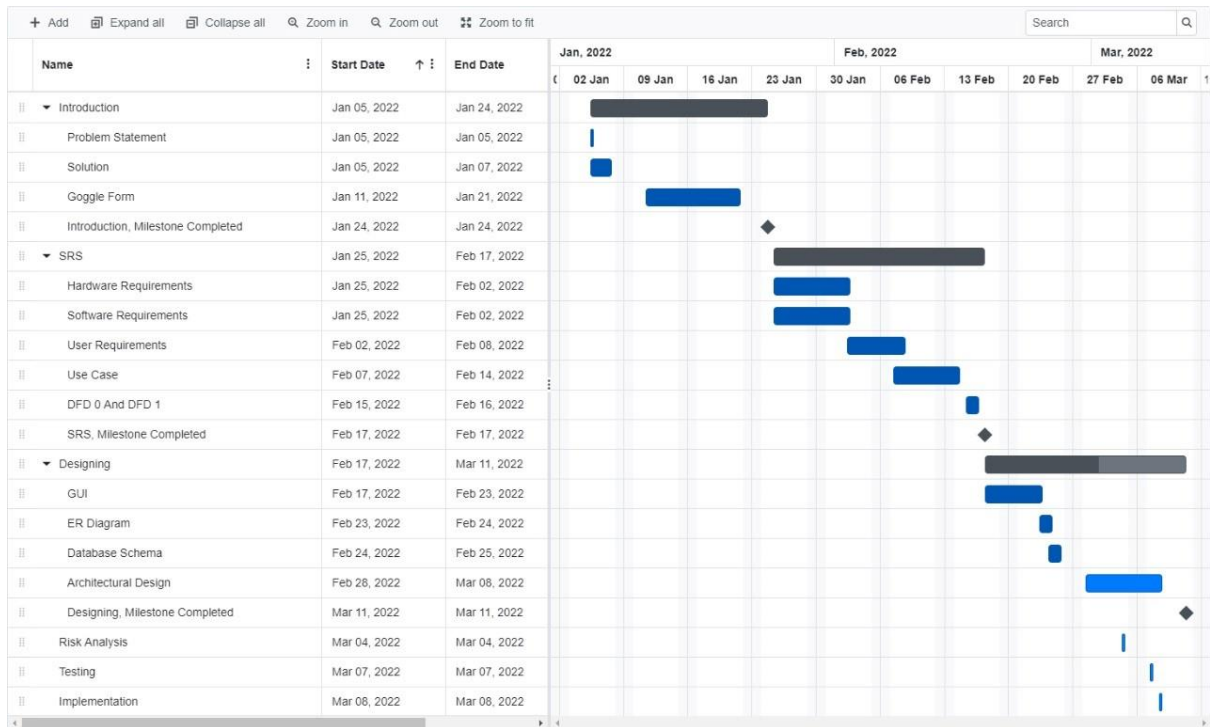 Add Expand all Collapse all Zoom in Zoom out Zoom to fit Search
Jan, 2022 Feb, 2022 Mar, 2022
Name Start Date End Date
02 Jan 09 Jan 16 Jan 23 Jan 30 Jan 06 Feb 13 Feb 20 Feb 27 Feb 06 Mar
Introduction Jan 05, 2022 Jan 24, 2022
Problem Statement Jan 05, 2022 Jan 05, 2022
Solution Jan 05, 2022 Jan 07, 2022
Goggle Form Jan 11, 2022 Jan 21, 2022
Introduction, Milestone Completed Jan 24, 2022 Jan 24, 2022
SRS Jan 25, 2022 Feb 17, 2022
Hardware Requirements Jan 25, 2022 Feb 02, 2022
Software Requirements Jan 25, 2022 Feb 02, 2022
User Requirements Feb 02, 2022 Feb 08, 2022
Use Case Feb 07, 2022 Feb 14, 2022
DFD 0 And DFD 1 Feb 15, 2022 Feb 16, 2022
SRS, Milestone Completed Feb 17, 2022 Feb 17, 2022
Designing Feb 17, 2022 Mar 11, 2022
GUI Feb 17, 2022 Feb 23, 2022
ER Diagram Feb 23, 2022 Feb 24, 2022
Database Schema Feb 24, 2022 Feb 25, 2022
Architectural Design Feb 28, 2022 Mar 08, 2022
Designing, Milestone Completed Mar 11, 2022 Mar 11, 2022
Risk Analysis Mar 04, 2022 Mar 04, 2022
Testing Mar 07, 2022 Mar 07, 2022
Implementation Mar 08, 2022 Mar 08, 2022